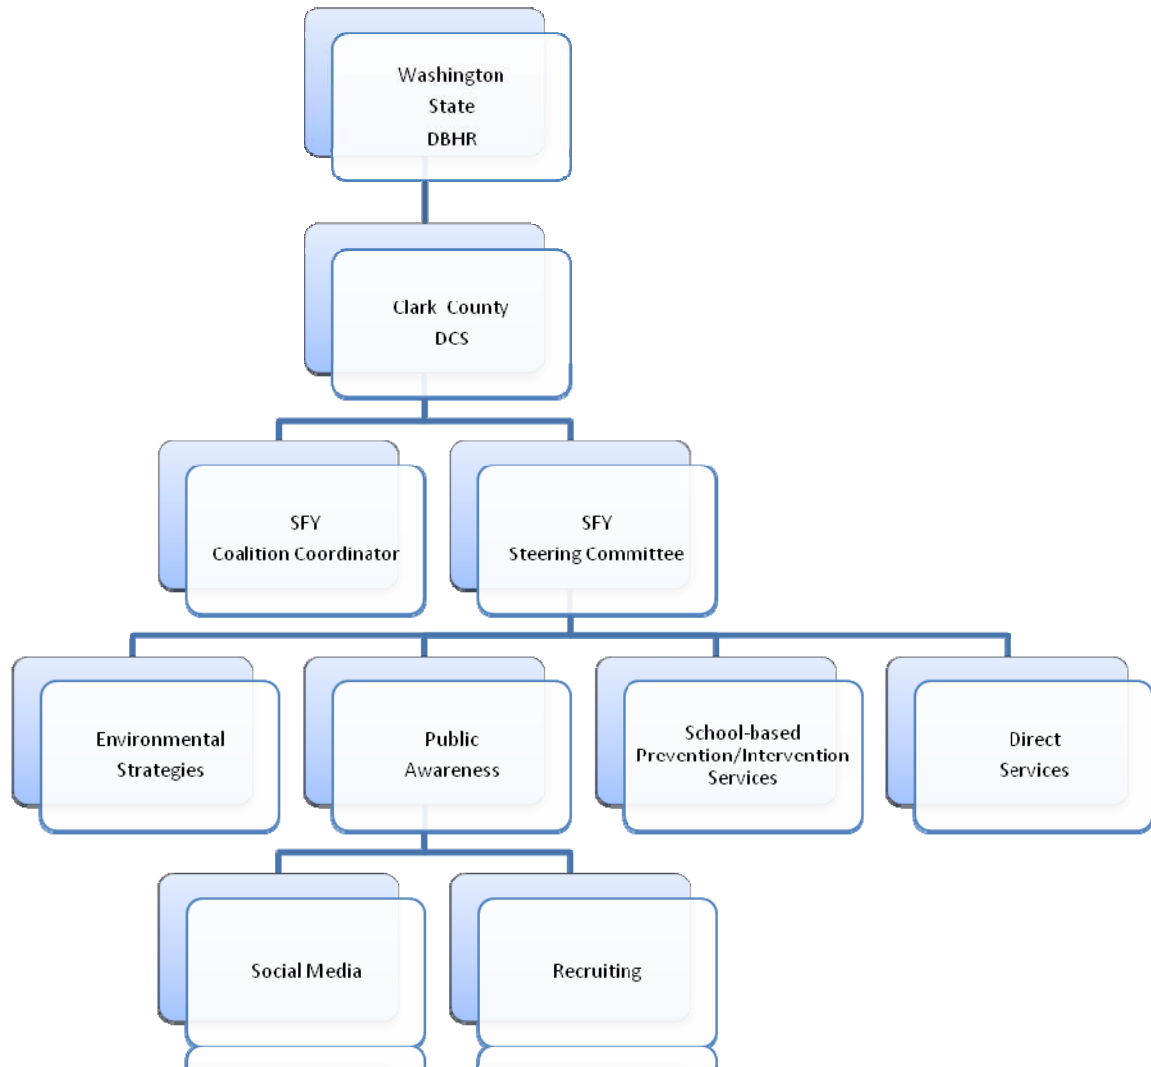 Washington
State
DBHR
Clark County
DCS
SFY
Coalition Coordinator
SFY
Steering Committee
Environmental
Strategies
Public
Awareness
School-based
Prevention/Intervention
Services
Direct
Services
Social Media
Recruiting